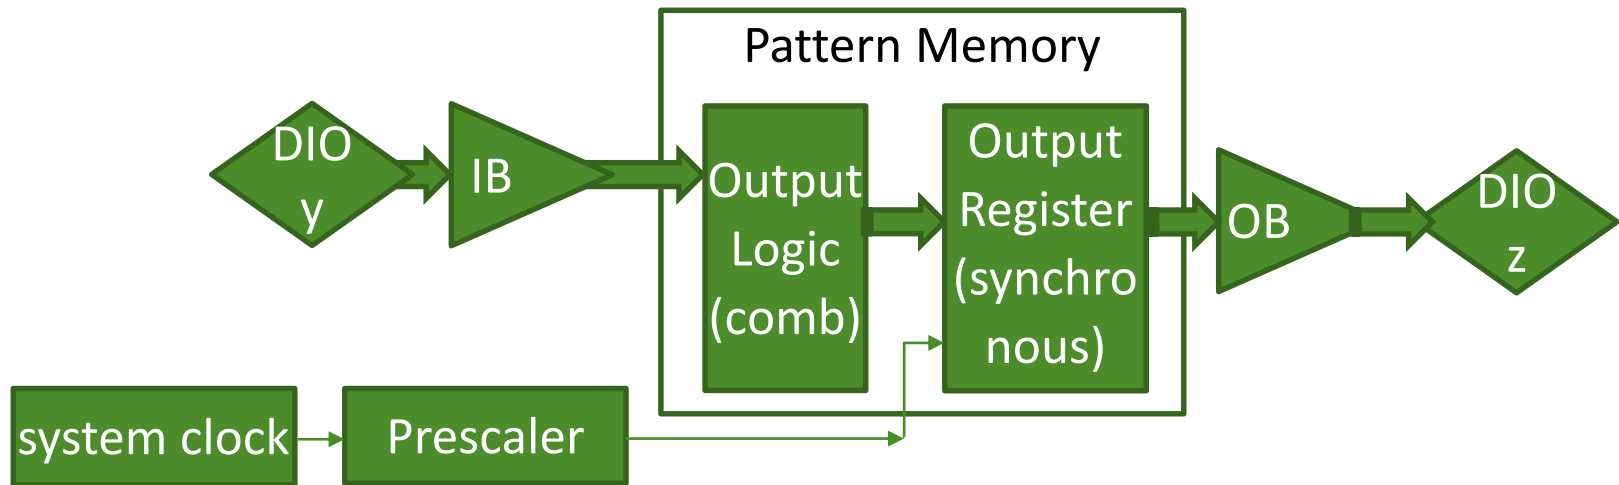 Pattern Memory
DIO
y
IB
Output
Logic
(comb)
Output
Register
(synchro
nous)
OB
DIO
z
system clock
Prescaler